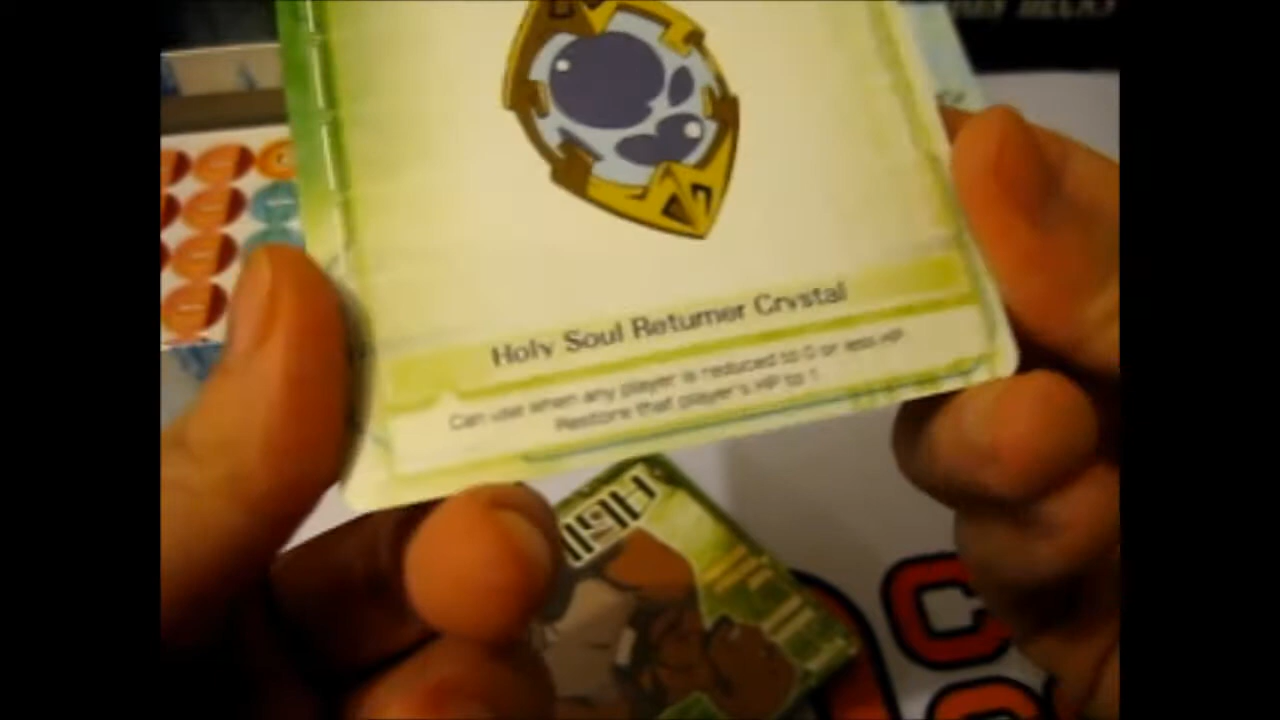 DECKS
Holy Soul Returner Crystal
Can use when any player is reduced to 0 or less HP
Restore that player's HP to 1
C